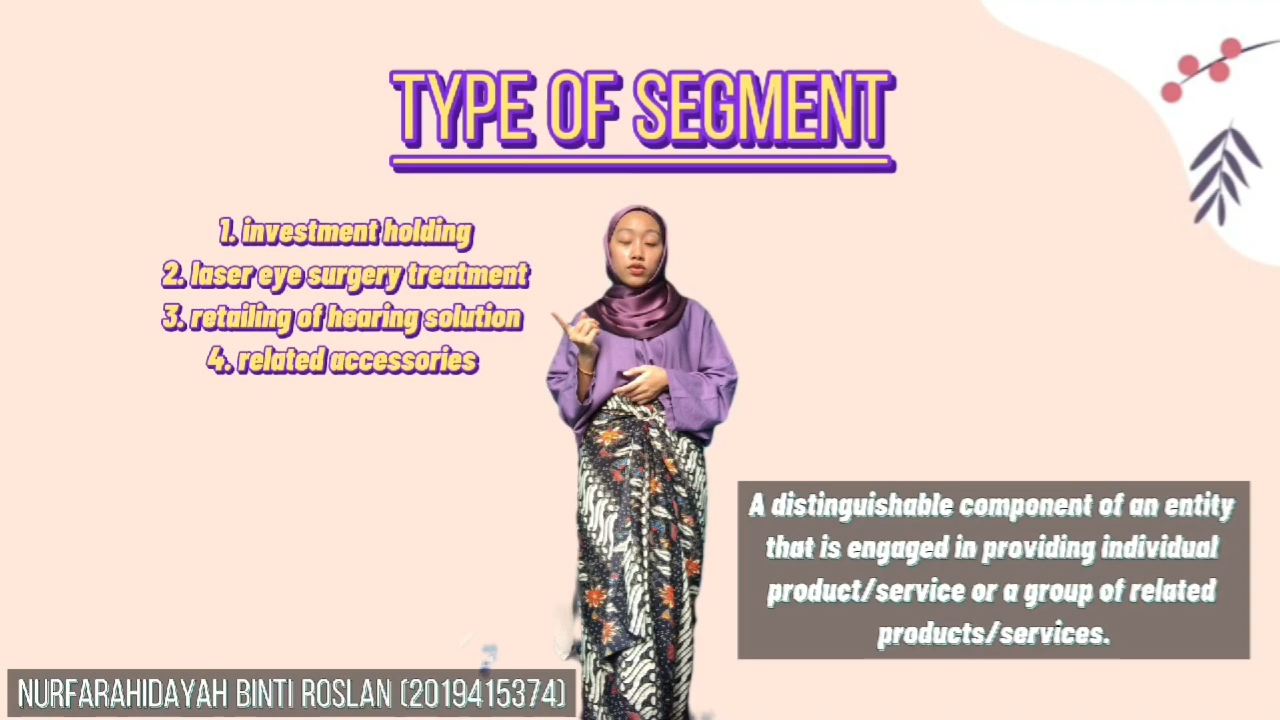 TYPE OF SEGMENT
1. investment holding
2. laser eye surgery treatment
3. retailing of hearing solution
4. related accessories
A distinguishable component of an entity
that is engaged in providing individual
product/service or a group of related
products/services.
NURFARAHIDAYAH BINTI ROSLAN (2019415374)